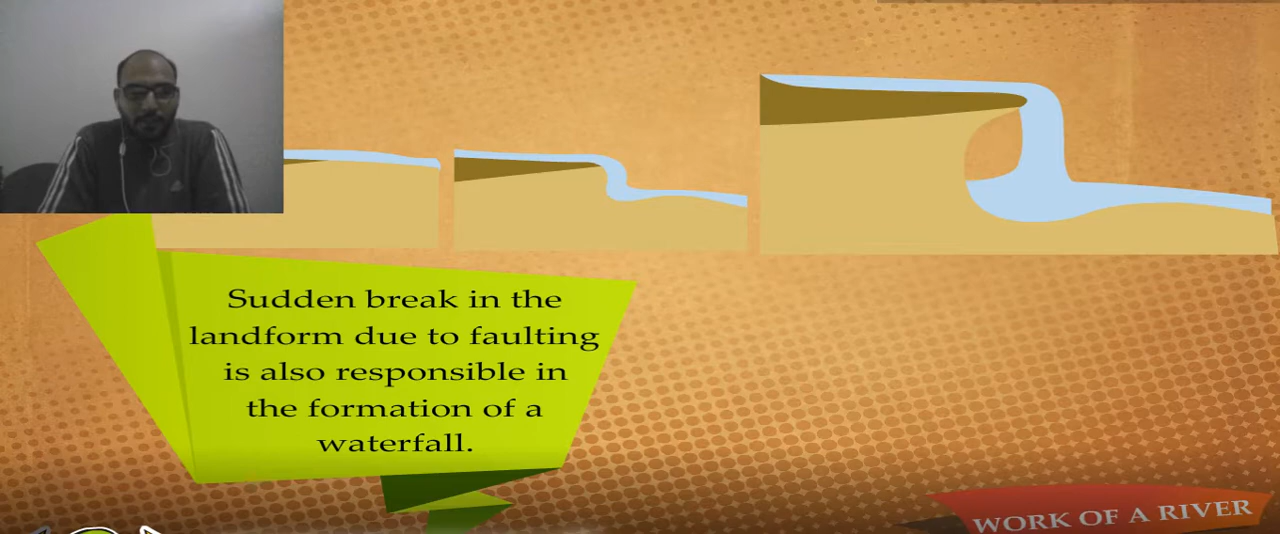 Sudden break in the
landform due to faulting
is also responsible in
the formation of a
waterfall.
WORK OF A RIVER